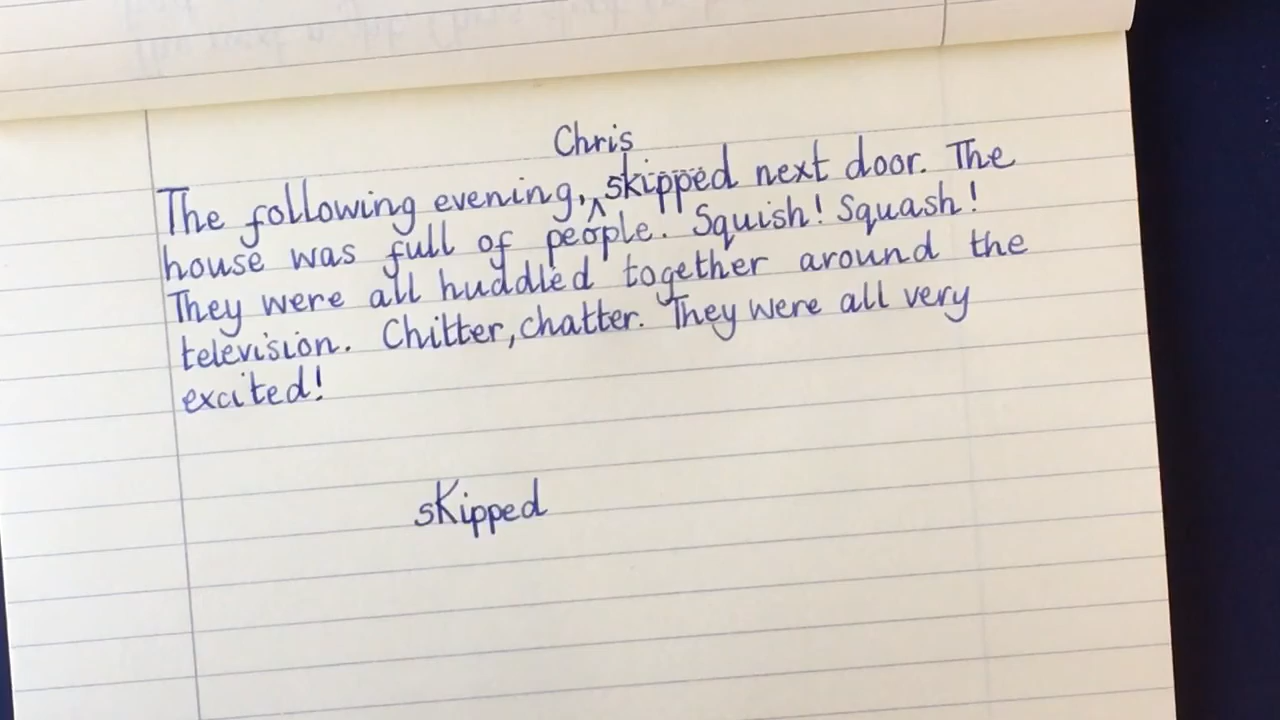 Chris
The following evening, skipped next door. The
house was full of people. Squish! Squash!
They were all huddled together around the
television. Chitter, chatter. They were all very
excited!
skipped